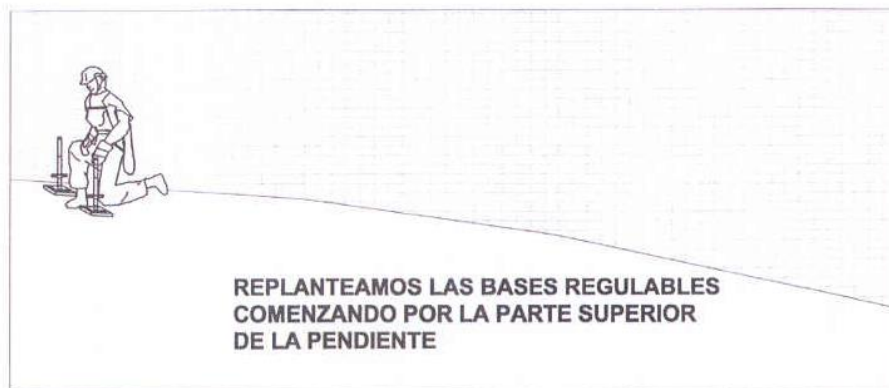 REPLANTEAMOS LAS BASES REGULABLES
COMENZANDO POR LA PARTE SUPERIOR
DE LA PENDIENTE